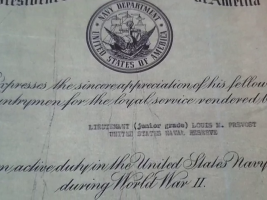 of America
NAVY DEPARTMENT
UNITED STATES OF AMERICA
expresses the sincere appreciation of his fellow
countrymen for the loyal service rendered by
LIEUTENANT (junior grade) LOUIS M. PREVOST
UNITED STATES NAVAL RESERVE
on active duty in the United States Navy
during World War II.